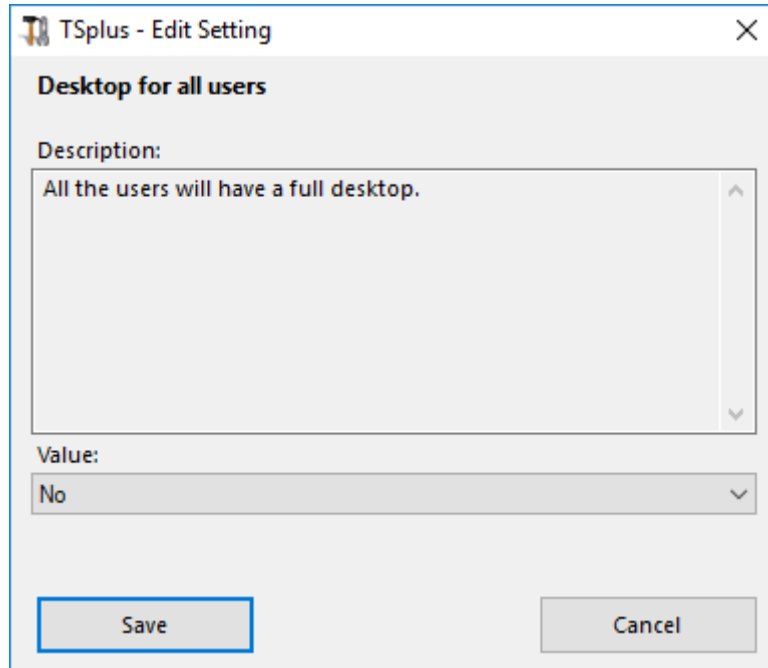 TSplus - Edit Setting
Desktop for all users
Description:
All the users will have a full desktop.
Value:
No
Save
Cancel